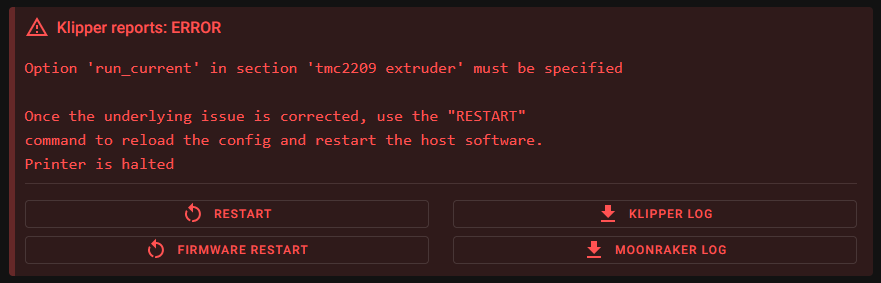 Klipper reports: ERROR
Option 'run_current' in section 'tmc2209 extruder' must be specified
Once the underlying issue is corrected, use the "RESTART"
command to reload the config and restart the host software.
Printer is halted
RESTART
KLIPPER LOG
FIRMWARE RESTART
MOONRAKER LOG